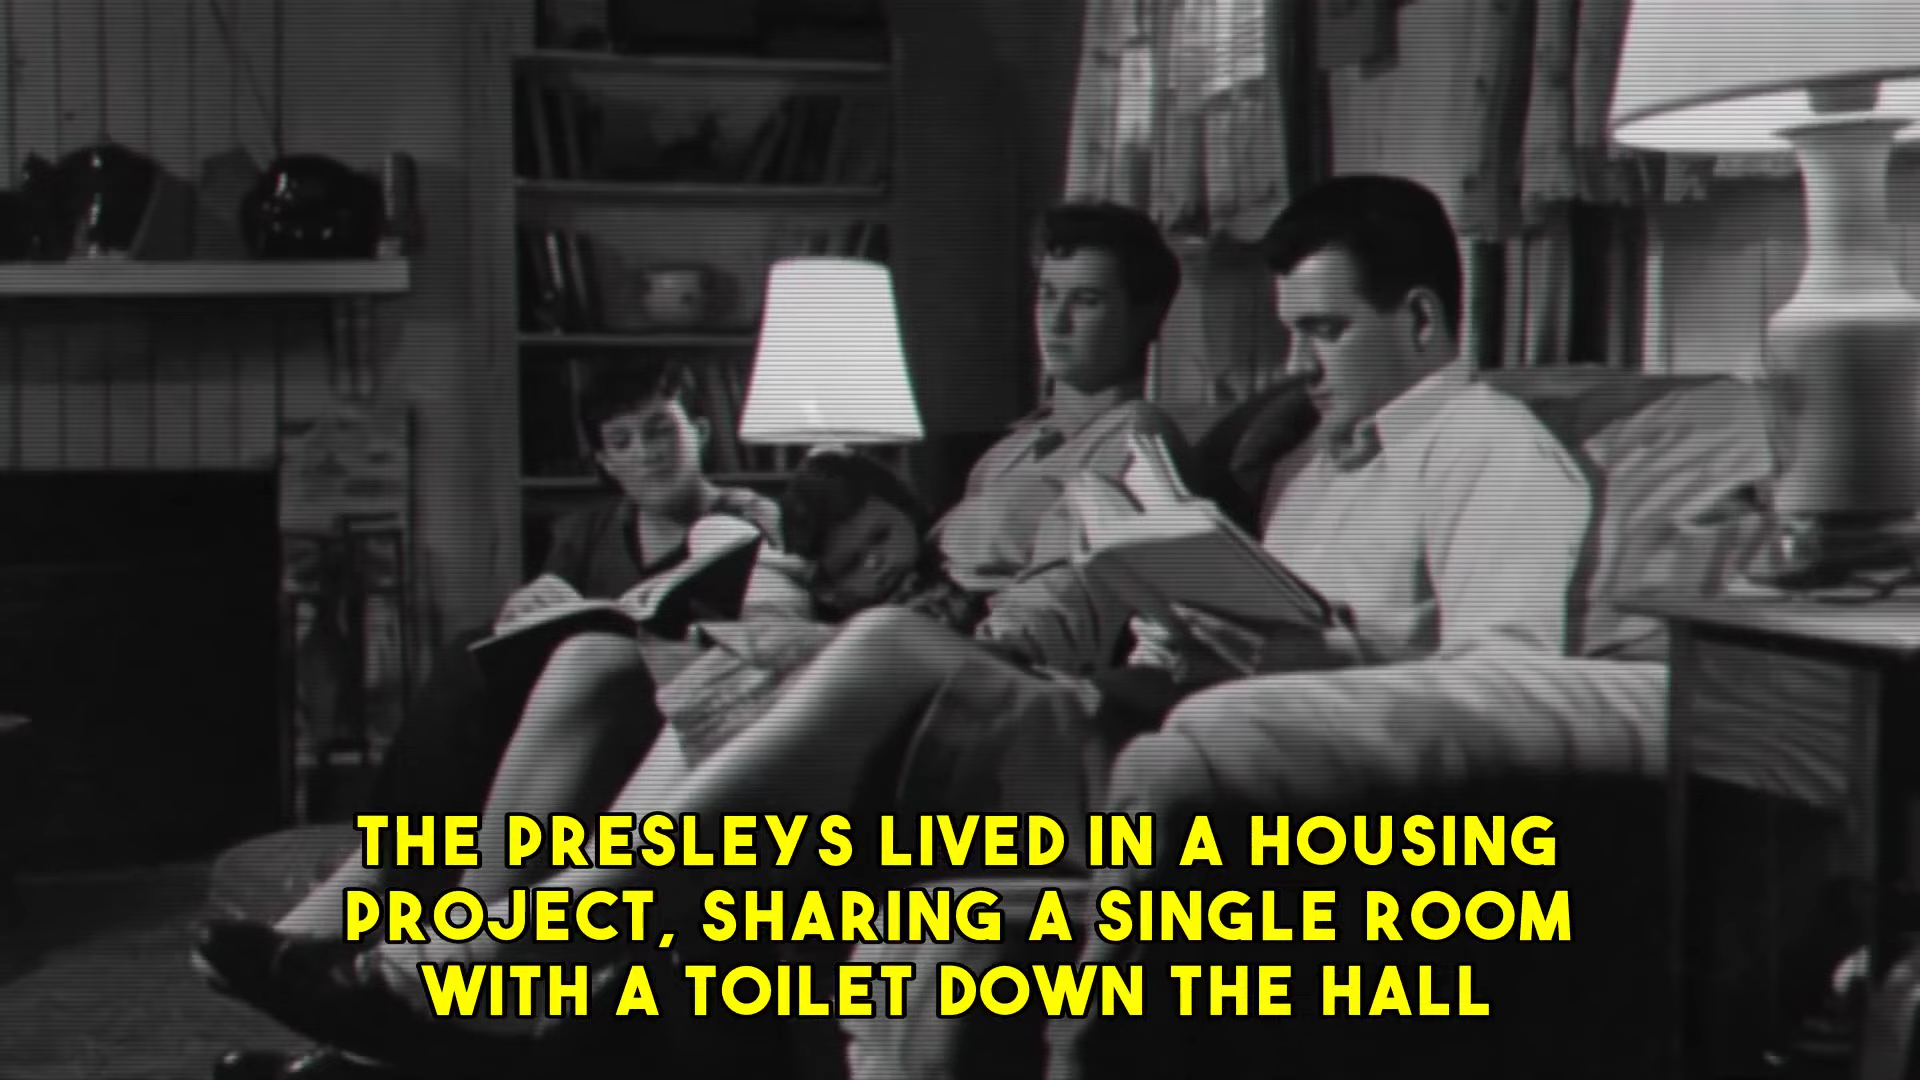 THE PRESLEYS LIVED IN A HOUSING
PROJECT, SHARING A SINGLE ROOM
WITH A TOILET DOWN THE HALL